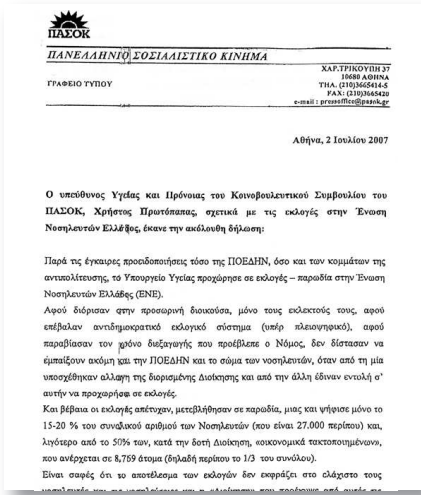 ΠΑΣΟΚ
ΠΑΝΕΛΛΗΝΙΟ ΣΟΣΙΑΛΙΣΤΙΚΟ ΚΙΝΗΜΑ
ΧΑΡ.ΤΡΙΚΟΥΠΗ 37
10680 ΑΘΗΝΑ
ΓΡΑΦΕΙΟ ΤΥΠΟΥ
ΤΗΛ. (210)3665414-5
FAX: (210)3665420
e-mail : pressoffice@pasok.gr
Αθήνα, 2 Ιουλίου 2007
Ο υπεύθυνος Υγείας και Πρόνοιας του Κοινοβουλευτικού Συμβουλίου του
ΠΑΣΟΚ, Χρήστος Πρωτόπαπας, σχετικά με τις εκλογές στην Ένωση
Νοσηλευτών Ελλάδος, έκανε την ακόλουθη δήλωση:
Παρά τις έγκαιρες προειδοποιήσεις τόσο της ΠΟΕΔΗΝ, όσο και των κομμάτων της
αντιπολίτευσης, το Υπουργείο Υγείας προχώρησε σε εκλογές – παρωδία στην Ένωση
Νοσηλευτών Ελλάδος (ΕΝΕ).
Αφού διόρισαν στην προσωρινή διοικούσα, μόνο τους εκλεκτούς τους, αφού
επέβαλαν αντιδημοκρατικό εκλογικό σύστημα (υπέρ πλειοψηφικό), αφού
παραβίασαν τον χρόνο διεξαγωγής που προέβλεπε ο Νόμος, δεν δίστασαν να
εμπαίξουν ακόμη και την ΠΟΕΔΗΝ και το σώμα των νοσηλευτών, όταν από τη μία
υποσχέθηκαν αλλαγη της διορισμένης Διοίκησης και από την άλλη έδιναν εντολή σ'
αυτήν να προχωρήσει σε εκλογές.
Και βέβαια οι εκλογές απέτυχαν, μετεβλήθησαν σε παρωδία, μιας και ψήφισε μόνο το
15-20 % του συνολικού αριθμού των Νοσηλευτών (που είναι 27.000 περίπου) και,
λιγότερο από το 50% των, κατά την δοτή Διοίκηση, «οικονομικά τακτοποιημένων»,
που ανέρχεται σε 8,769 άτομα (δηλαδή περίπου το 1/3 του συνόλου).
Είναι σαφές ότι το αποτέλεσμα των εκλογών δεν εκφράζει στο ελάχιστο τους